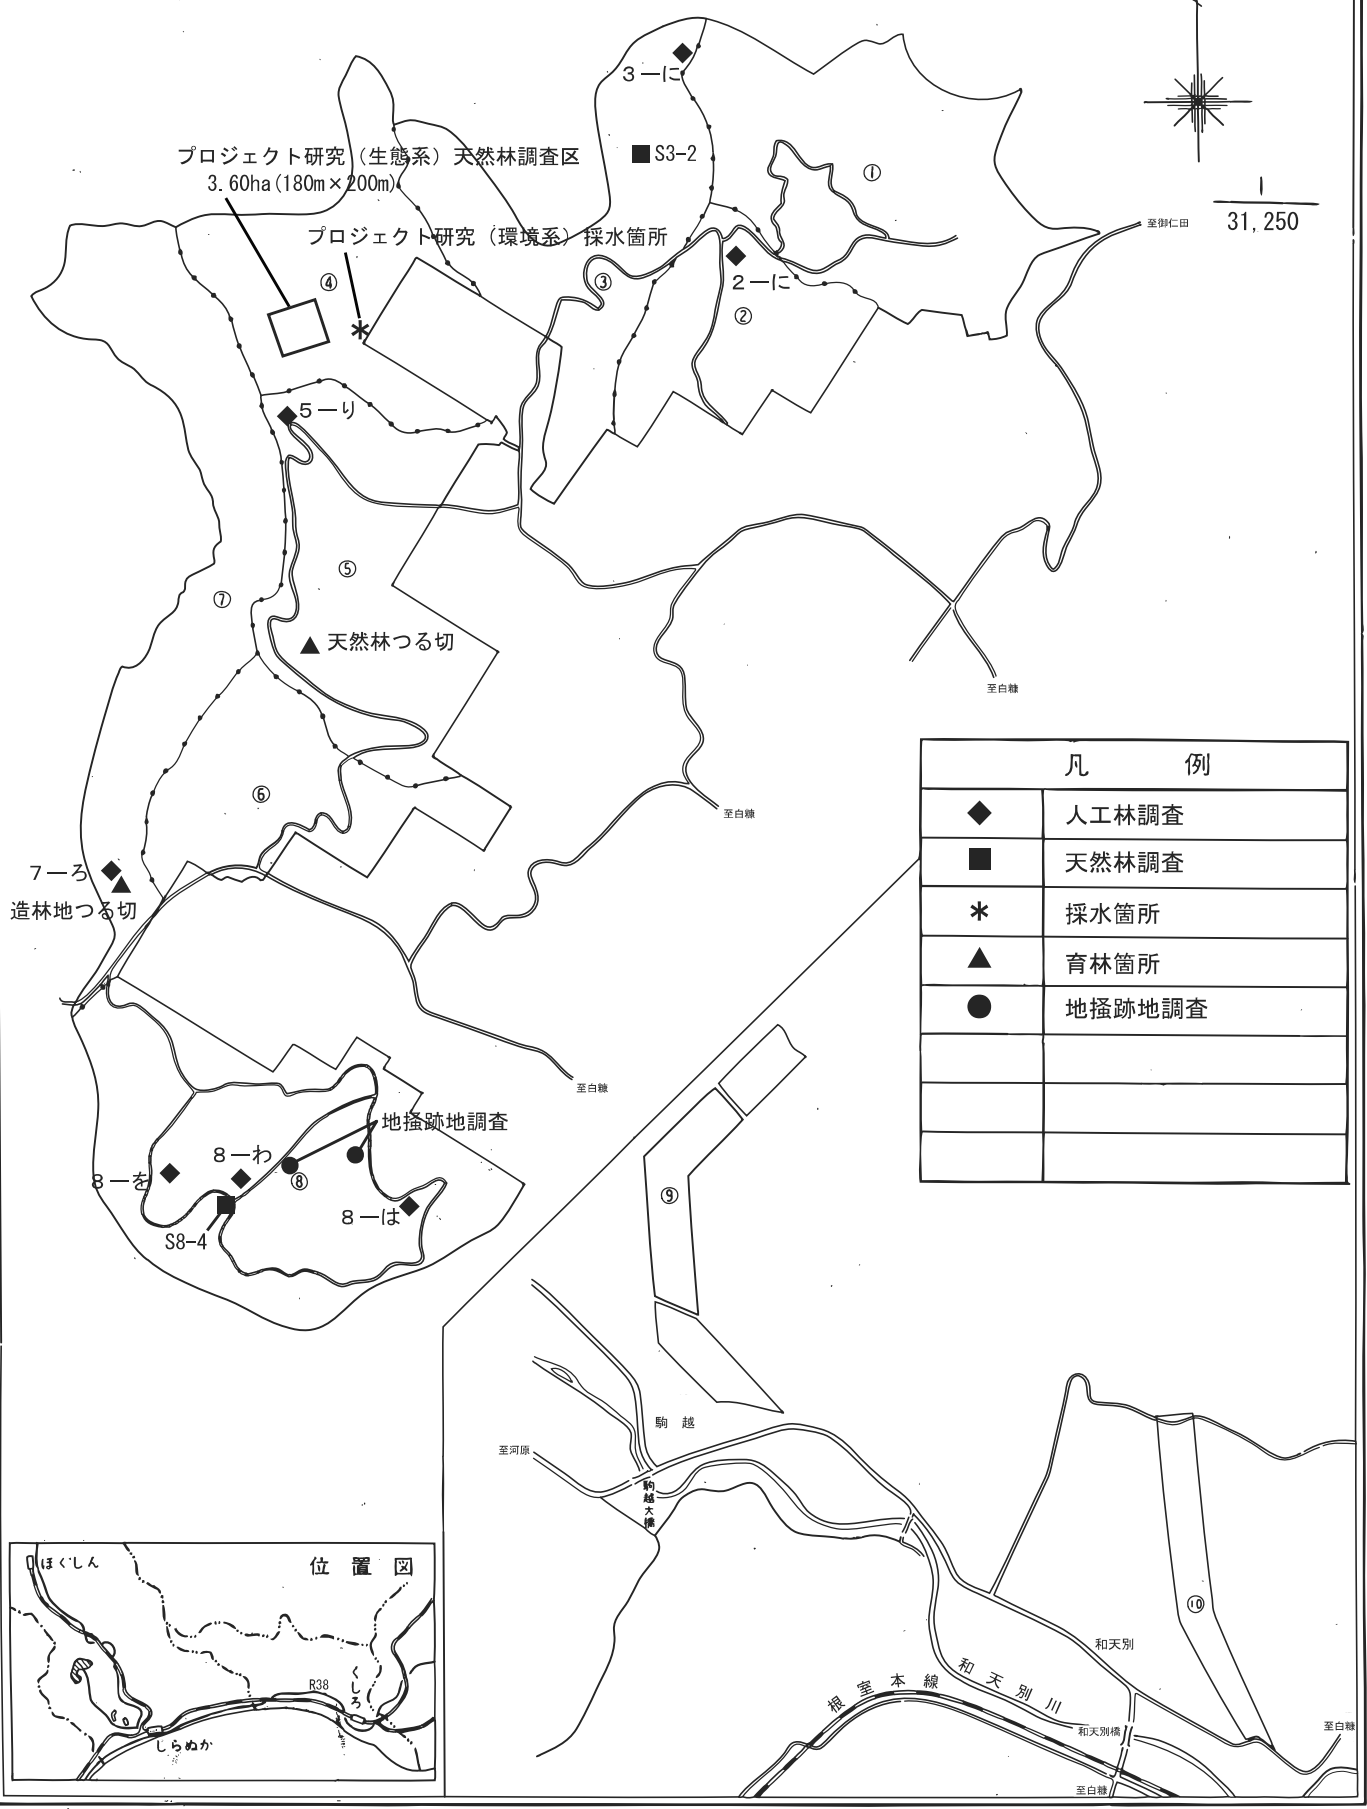 3－に
S3-2
①
プロジェクト研究（生態系）天然林調査区
3.60ha(180m×200m)
1
31,250
至御仁田
プロジェクト研究（環境系）採水箇所
④
③
2－に
②
5－り
⑤
⑦
天然林つる切
至白糠
⑥
至白糠
7－ろ
造林地つる切
凡 例
人工林調査
天然林調査
採水箇所
育林箇所
地掻跡地調査
至白糠
地掻跡地調査
8－わ
8－を
⑧
8－は
S8-4
⑨
駒 越
至河原
駒越大橋
⑩
和天別
和天別川
根室本線
和天別橋
至白糠
至白糠
位 置 図
ほくしん
R38
くしろ
しらぬか